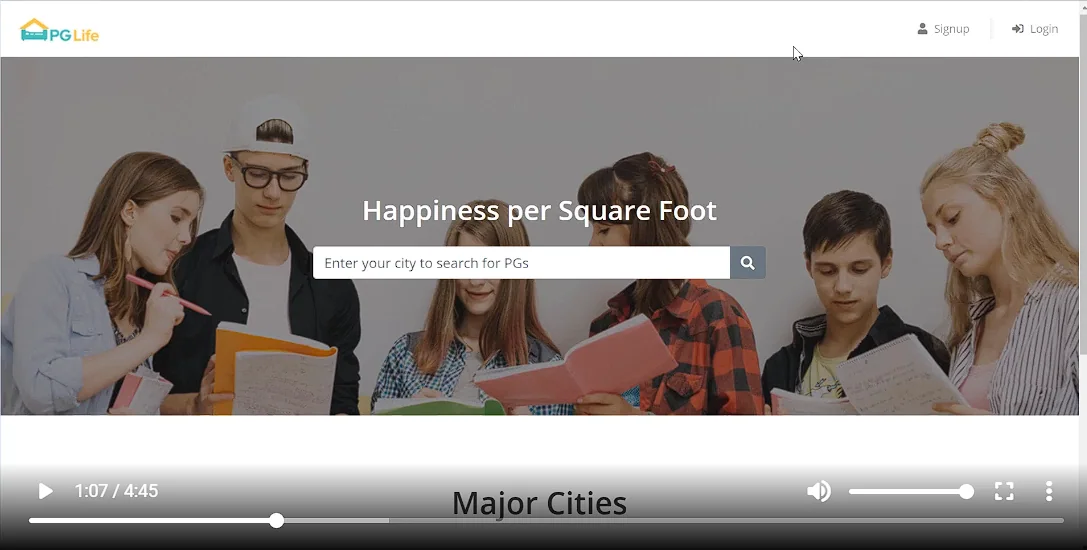 PG Life
Signup
Login
Happiness per Square Foot
Enter your city to search for PGs
Major Cities
1:07 / 4:45